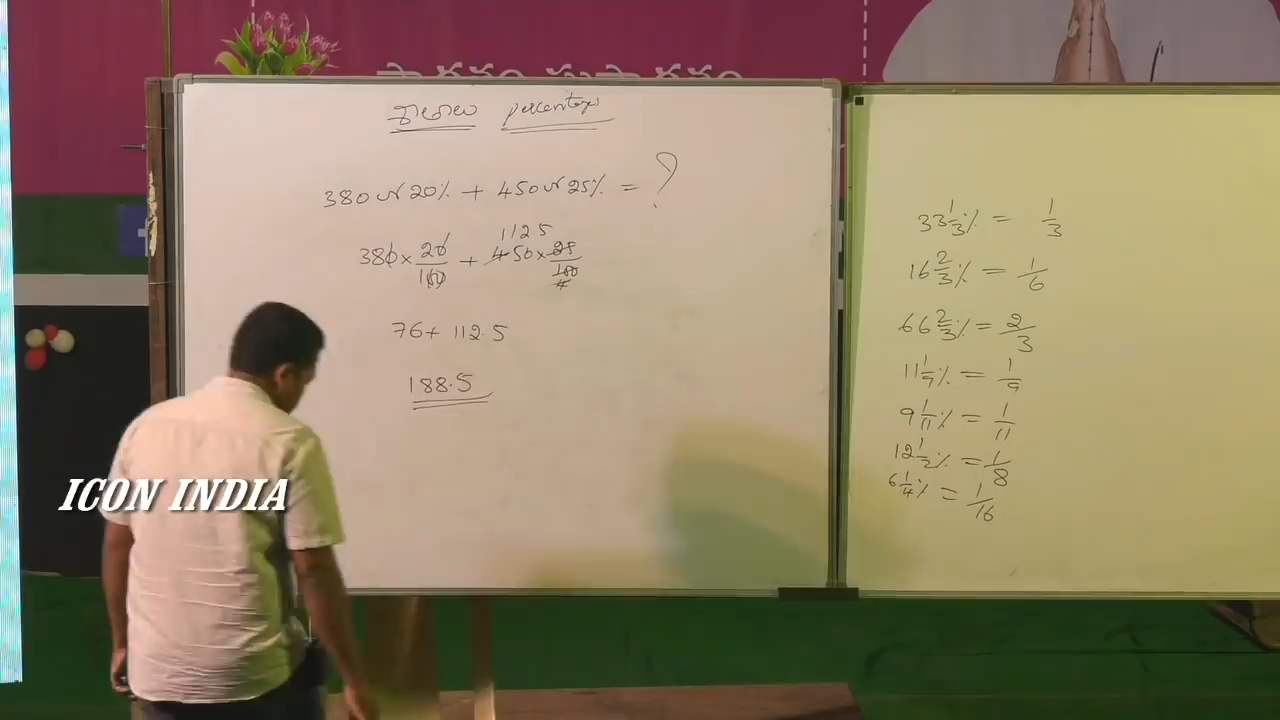 శాతాలు percentage
380 లో 20% + 450 లో 25% = ?
112.5
380 × 20/100 + 450 × 25/100
4
76 + 112.5
188.5
33 1/3 % = 1/3
16 2/3 % = 1/6
66 2/3 % = 2/3
11 1/9 % = 1/9
9 1/11 % = 1/11
12 1/2 % = 1/8
6 1/4 % = 1/16
ICON INDIA